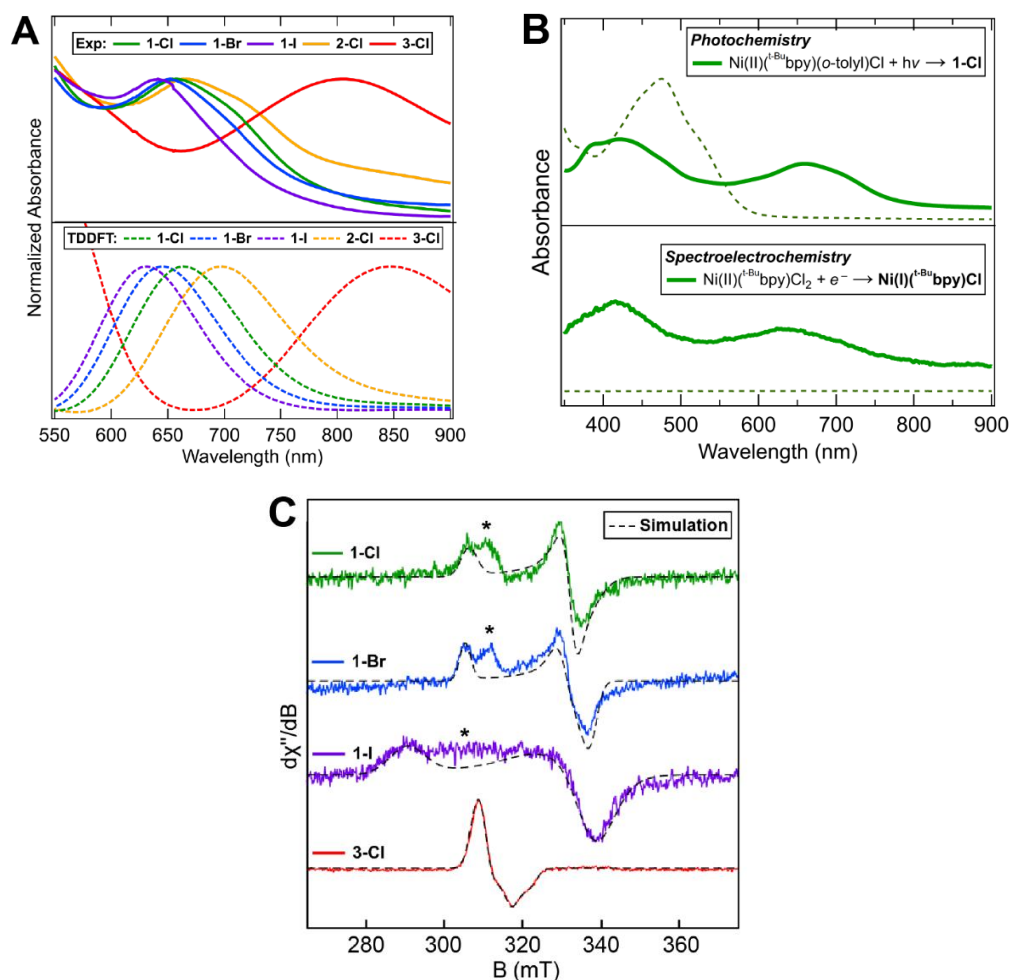 A
Exp: 1-Cl 1-Br 1-I 2-Cl 3-Cl
Normalized Absorbance
TDDFT: 1-Cl 1-Br 1-I 2-Cl 3-Cl
550 600 650 700 750 800 850 900
Wavelength (nm)
B
Photochemistry
Ni(II)(t-Bubpy)(o-tolyl)Cl + hν → 1-Cl
Absorbance
Spectroelectrochemistry
Ni(II)(t-Bubpy)Cl₂ + e⁻ → Ni(I)(t-Bubpy)Cl
400 500 600 700 800 900
Wavelength (nm)
C
Simulation
1-Cl
*
1-Br
*
1-I
*
3-Cl
dχ"/dB
280 300 320 340 360
B (mT)